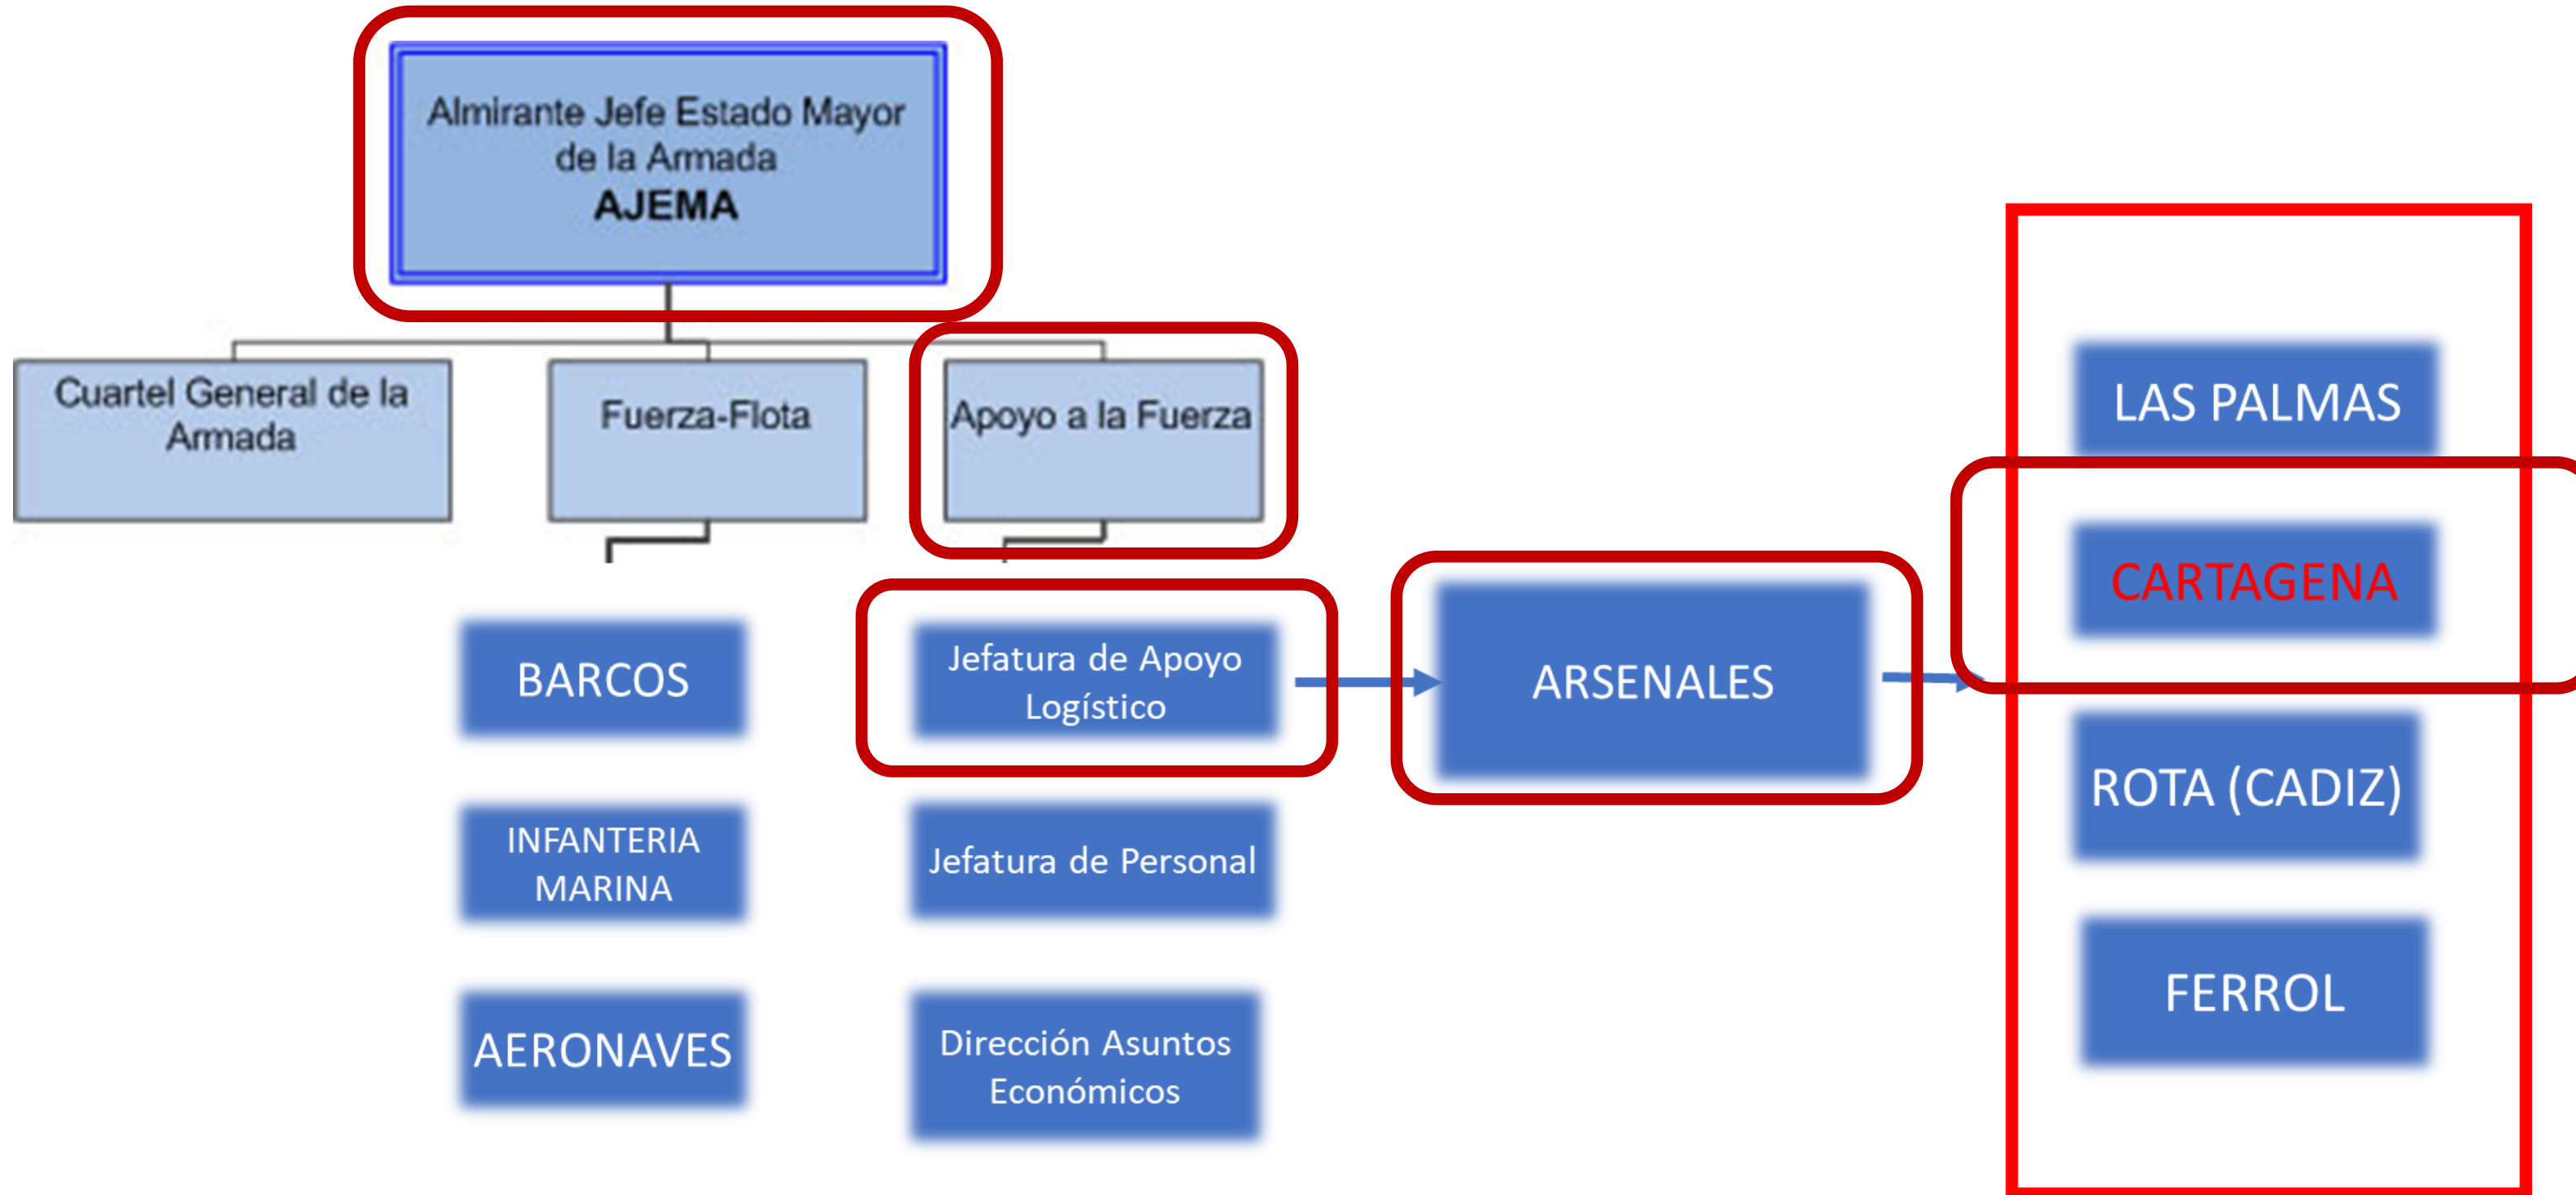 Almirante Jefe Estado Mayor
de la Armada
AJEMA
Cuartel General de la
Armada
Fuerza-Flota
Apoyo a la Fuerza
BARCOS
INFANTERIA
MARINA
AERONAVES
Jefatura de Apoyo
Logístico
Jefatura de Personal
Dirección Asuntos
Económicos
ARSENALES
LAS PALMAS
CARTAGENA
ROTA (CADIZ)
FERROL